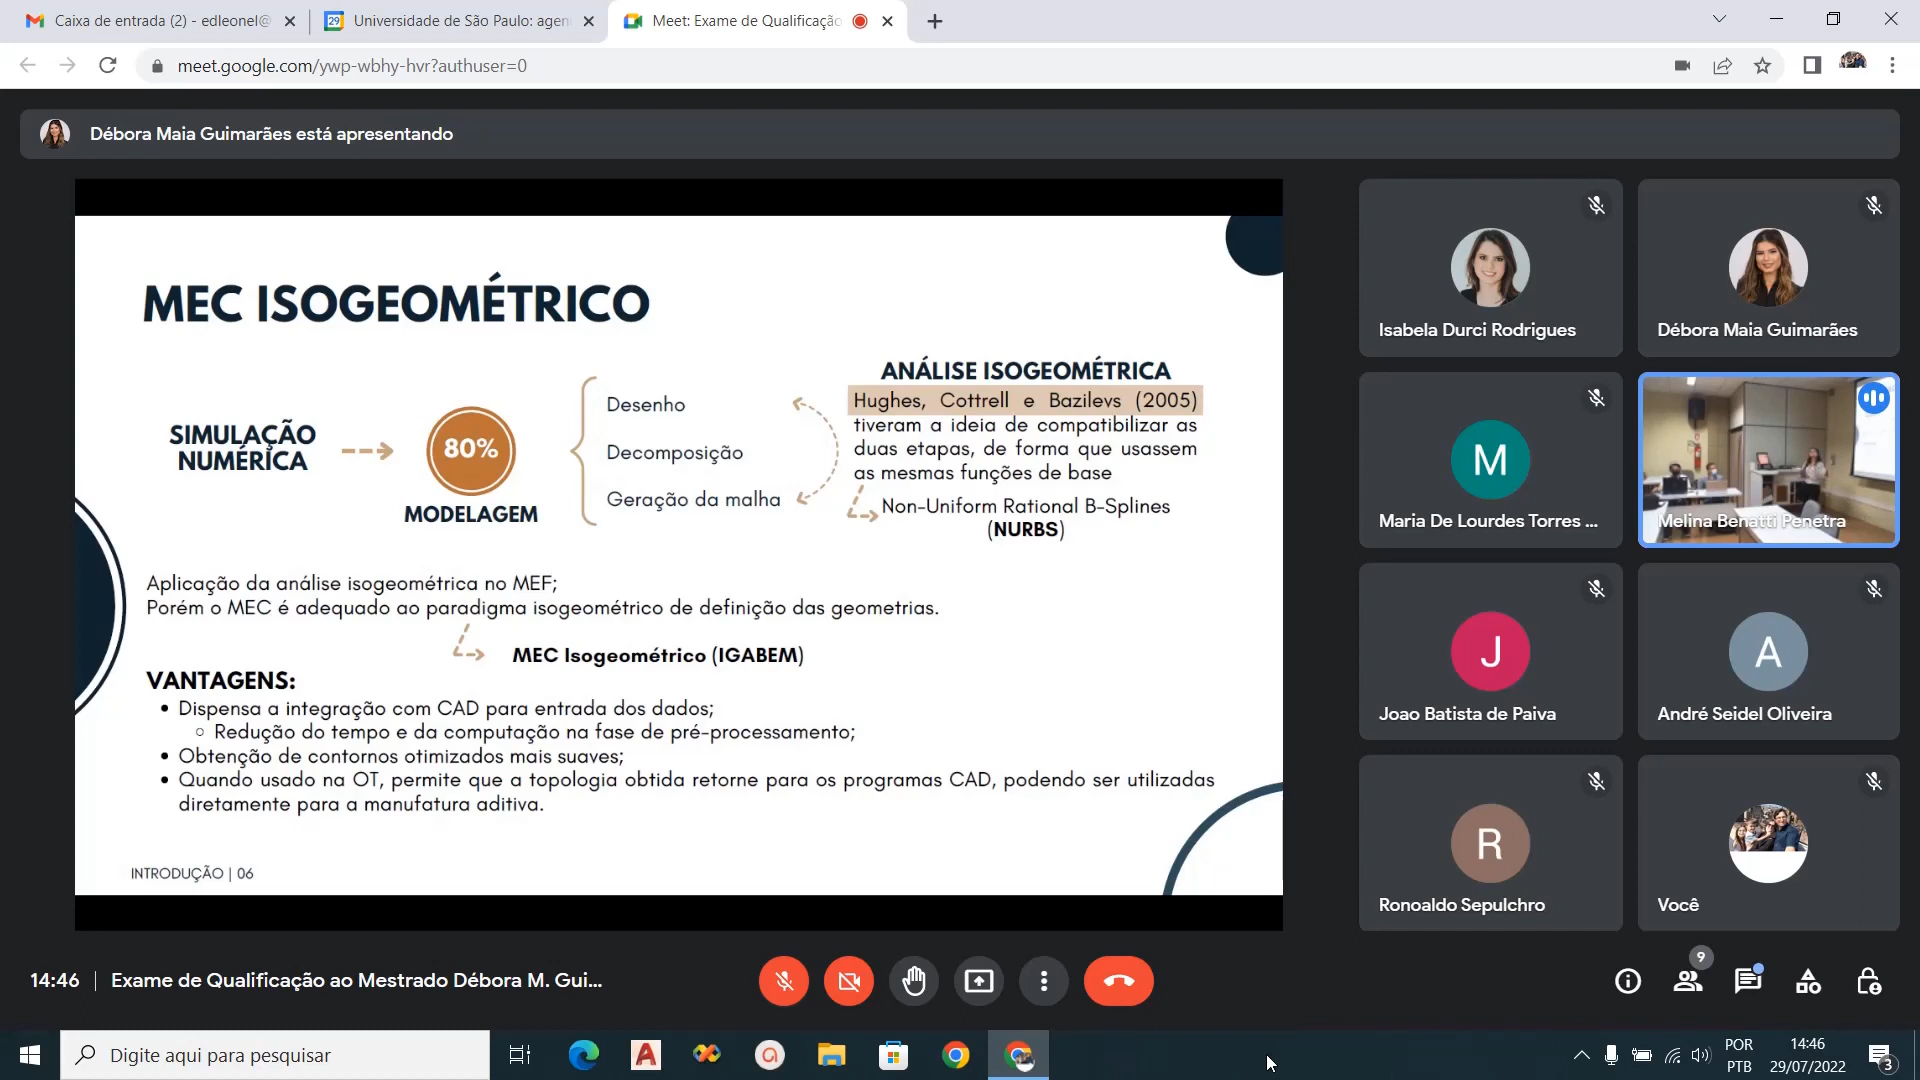 Caixa de entrada (2) - edleonel@
Universidade de São Paulo: agen
Meet: Exame de Qualificação
meet.google.com/ywp-wbhy-hvr?authuser=0
Débora Maia Guimarães está apresentando
MEC ISOGEOMÉTRICO
SIMULAÇÃO
NUMÉRICA
80%
MODELAGEM
Desenho
Decomposição
Geração da malha
ANÁLISE ISOGEOMÉTRICA
Hughes, Cottrell e Bazilevs (2005)
tiveram a ideia de compatibilizar as
duas etapas, de forma que usassem
as mesmas funções de base
Non-Uniform Rational B-Splines
(NURBS)
Aplicação da análise isogeométrica no MEF;
Porém o MEC é adequado ao paradigma isogeométrico de definição das geometrias.
MEC Isogeométrico (IGABEM)
VANTAGENS:
• Dispensa a integração com CAD para entrada dos dados;
○ Redução do tempo e da computação na fase de pré-processamento;
• Obtenção de contornos otimizados mais suaves;
• Quando usado na OT, permite que a topologia obtida retorne para os programas CAD, podendo ser utilizadas
diretamente para a manufatura aditiva.
INTRODUÇÃO | 06
Isabela Durci Rodrigues
Débora Maia Guimarães
M
Maria De Lourdes Torres ...
Melina Benatti Penetra
J
Joao Batista de Paiva
A
André Seidel Oliveira
R
Ronoaldo Sepulchro
Você
14:46
Exame de Qualificação ao Mestrado Débora M. Gui...
9
Digite aqui para pesquisar
POR
PTB
14:46
29/07/2022
3